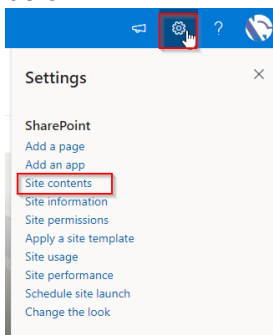 ?
Settings
SharePoint
Add a page
Add an app
Site contents
Site information
Site permissions
Apply a site template
Site usage
Site performance
Schedule site launch
Change the look